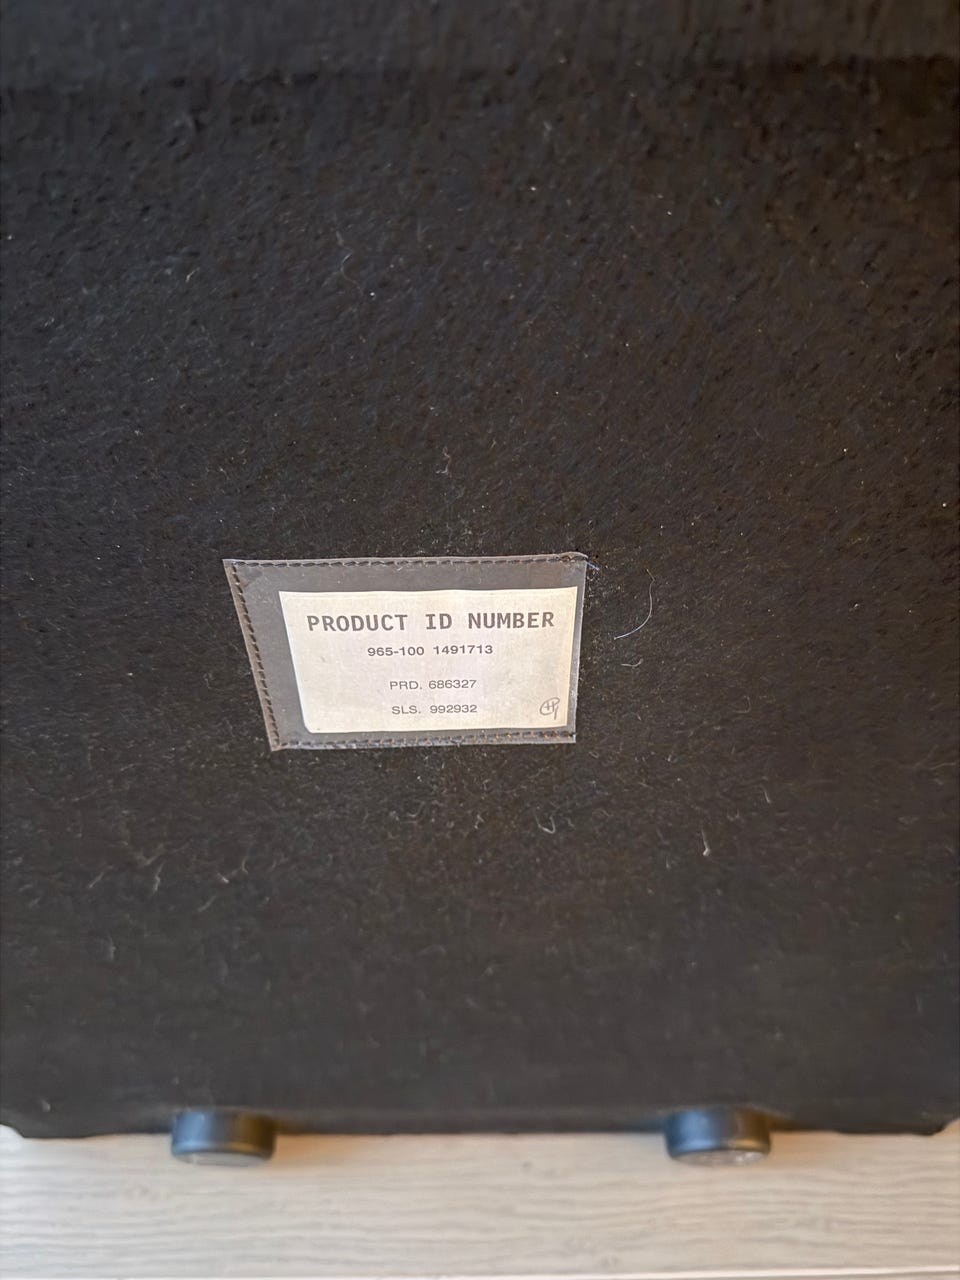 PRODUCT ID NUMBER
965-100 1491713
PRD. 686327
SLS. 992932